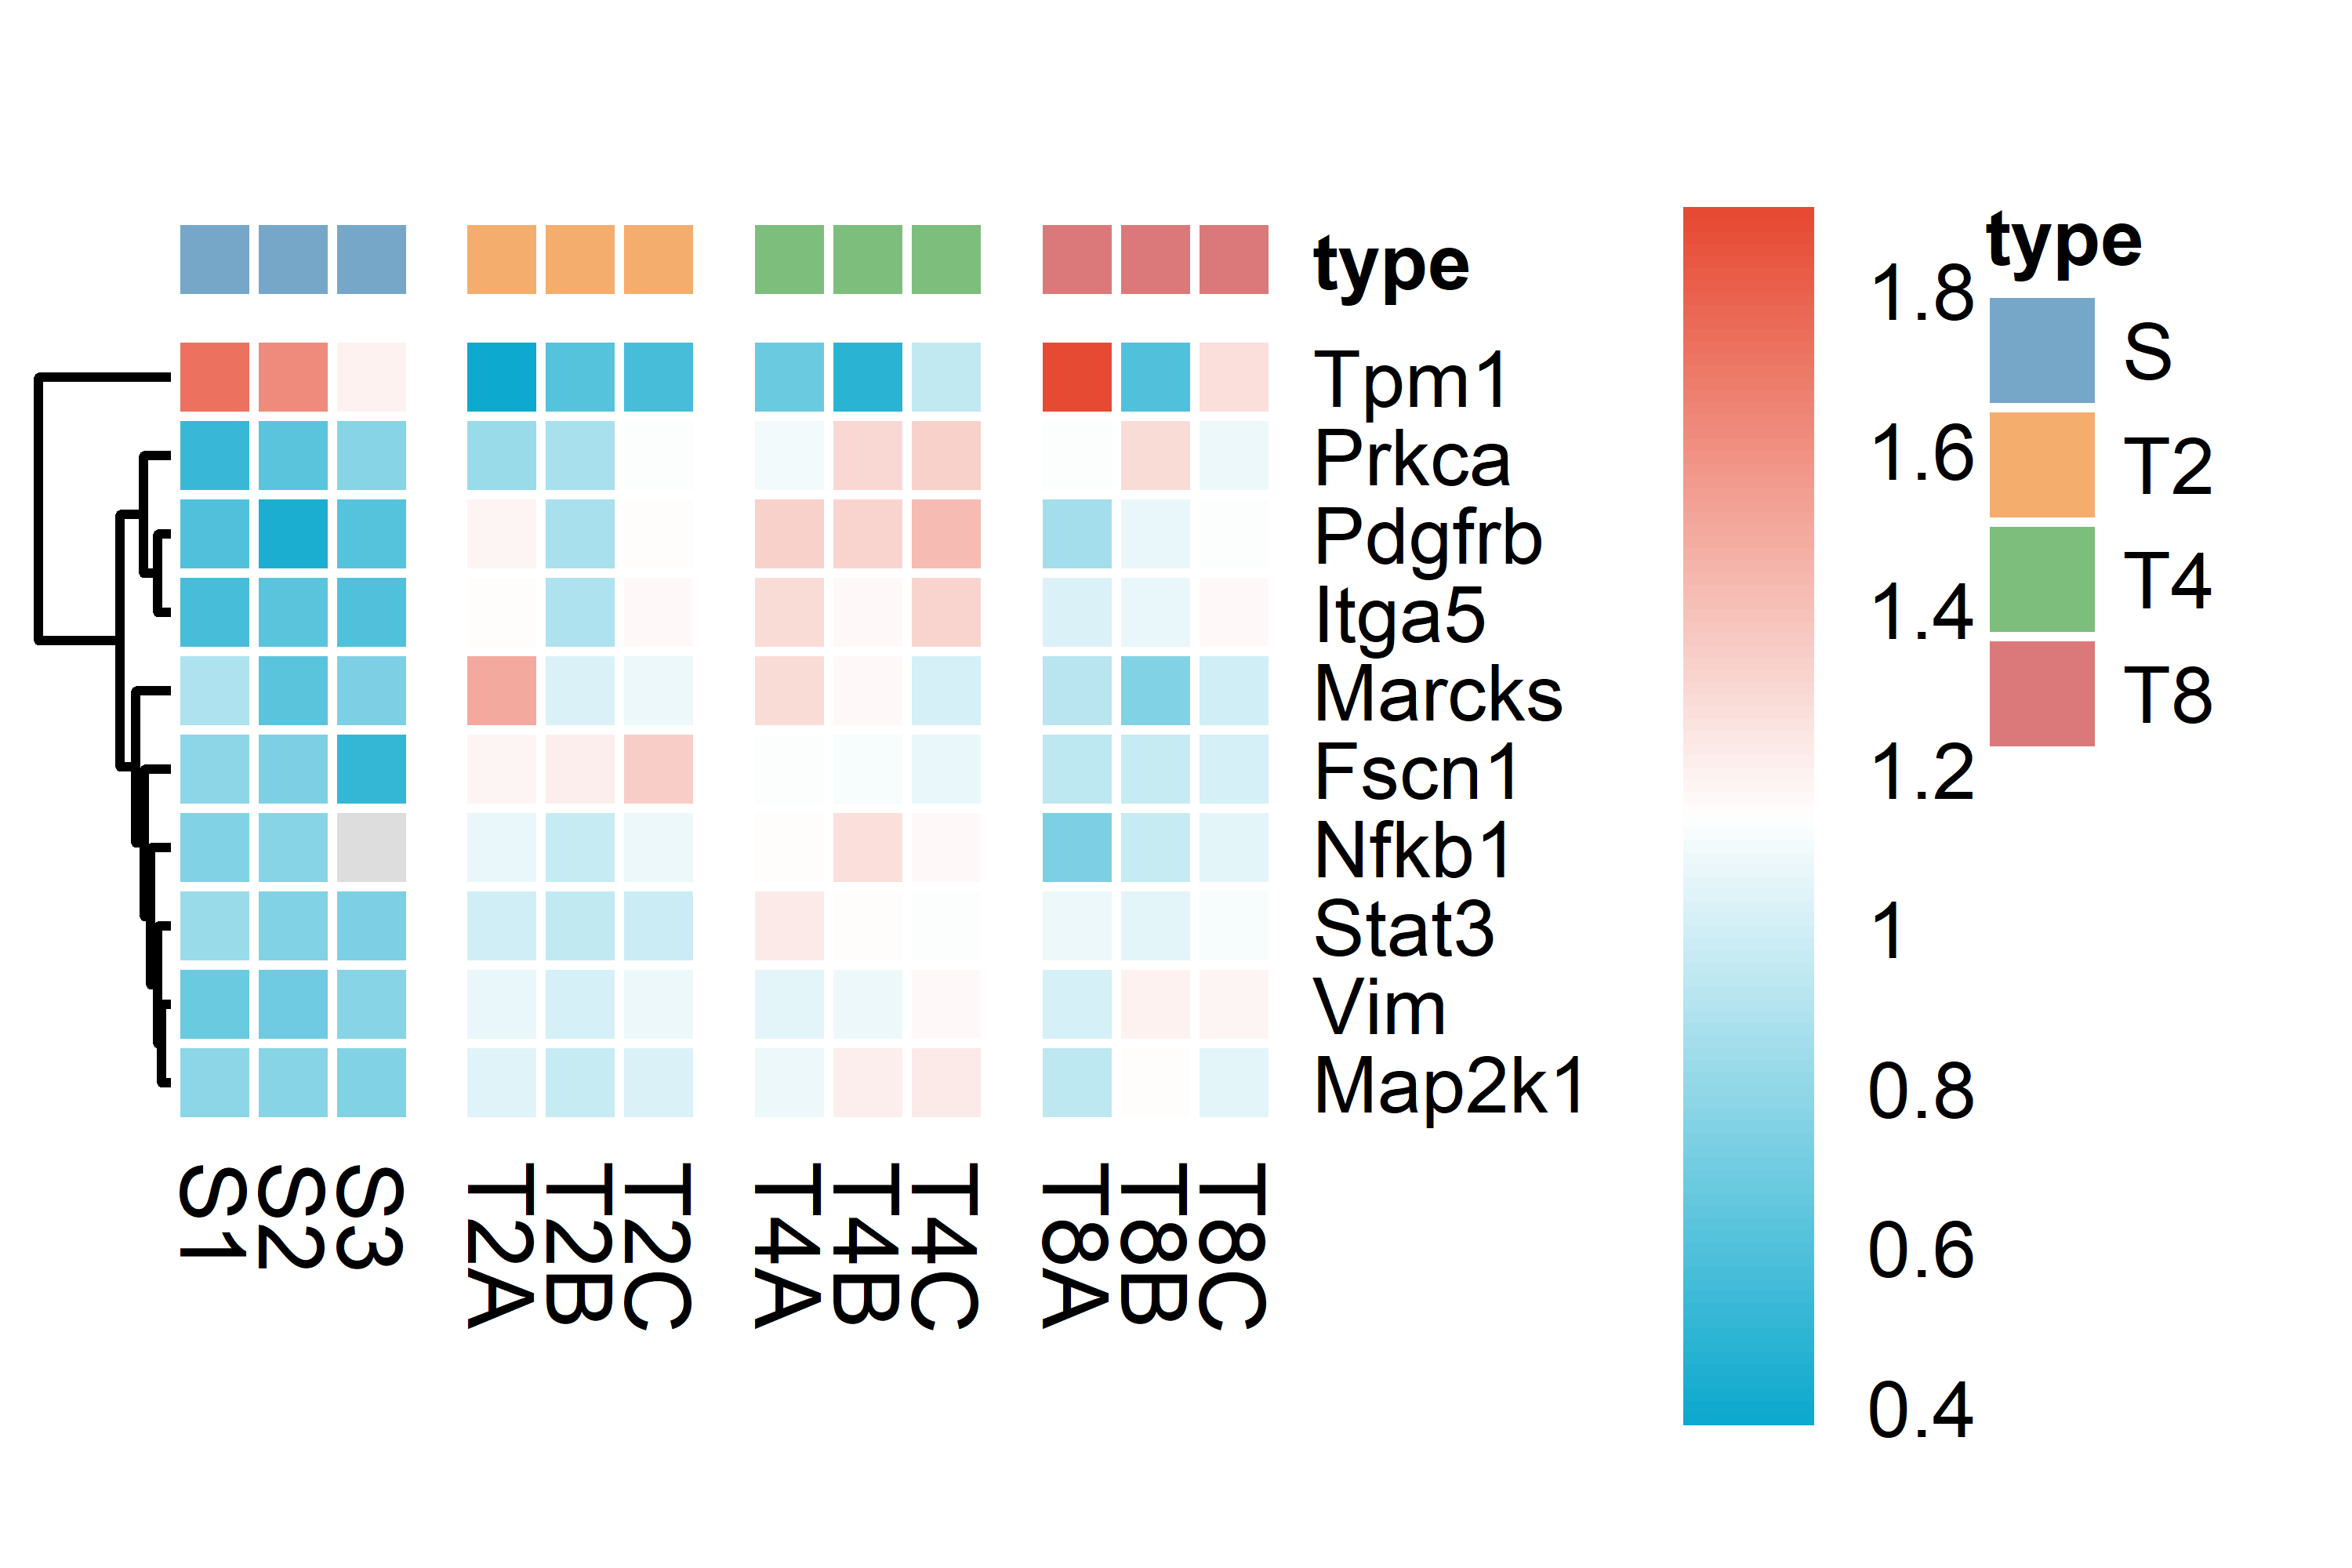 type
Tpm1
Prkca
Pdgfrb
Itga5
Marcks
Fscn1
Nfkb1
Stat3
Vim
Map2k1
S1
S2
S3
T2A
T2B
T2C
T4A
T4B
T4C
T8A
T8B
T8C
1.8
1.6
1.4
1.2
1
0.8
0.6
0.4
type
S
T2
T4
T8